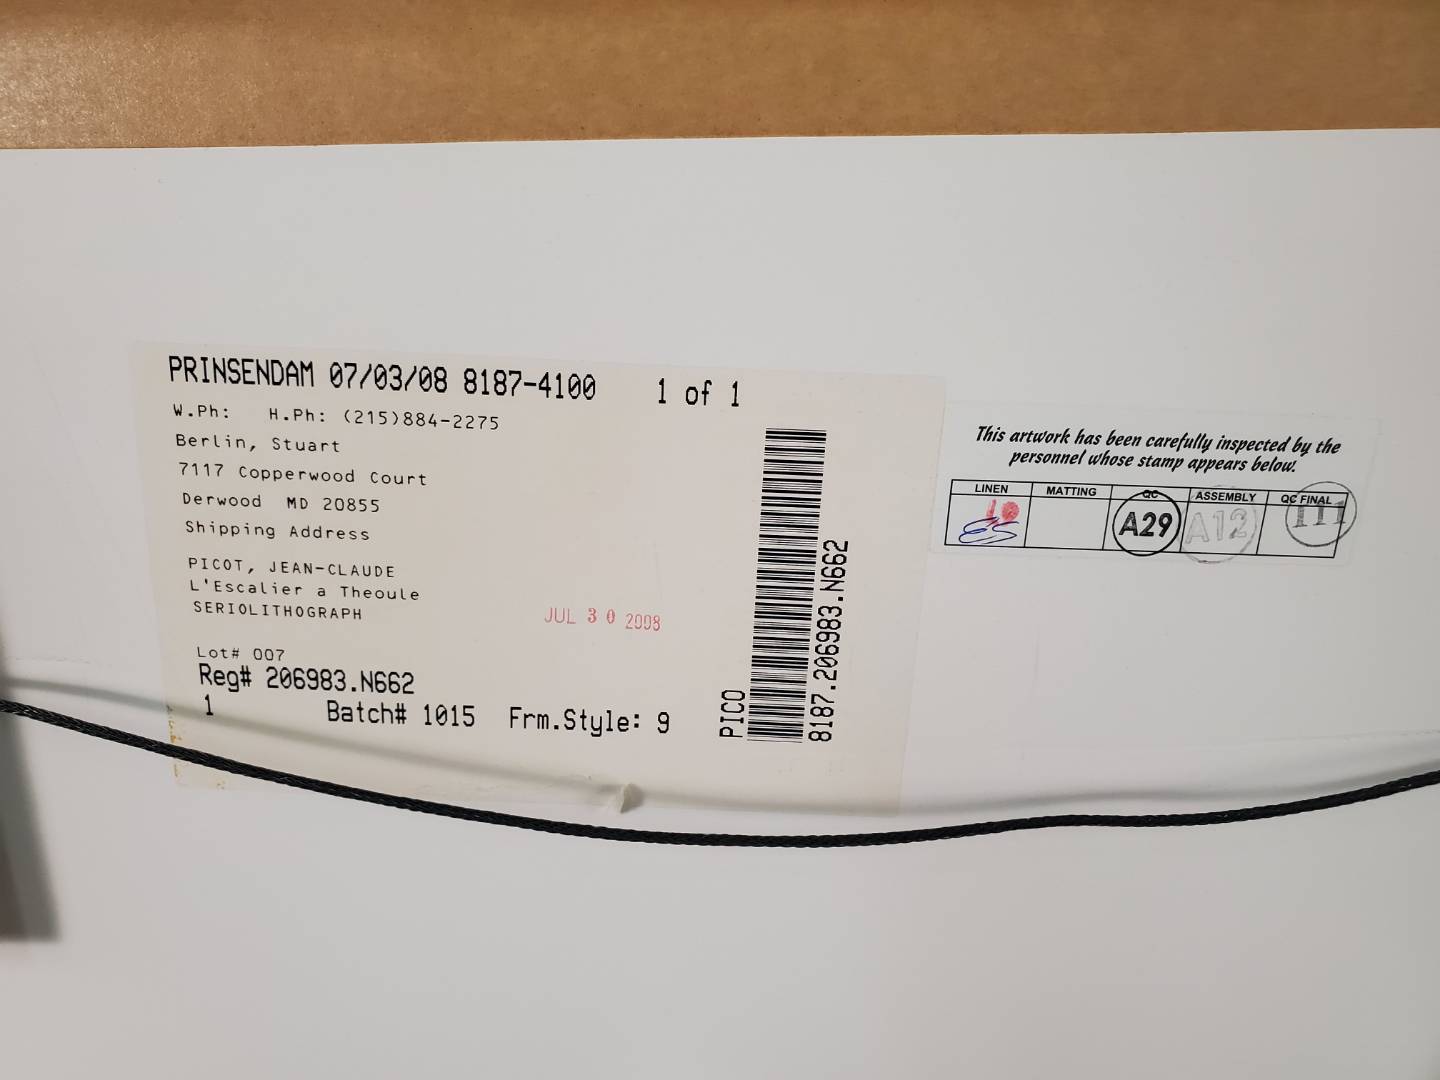 PRINSENDAM 07/03/08 8187-4100 1 of 1
W.Ph: H.Ph: (215)884-2275
Berlin, Stuart
7117 Copperwood Court
Derwood MD 20855
Shipping Address
PICOT, JEAN-CLAUDE
L'Escalier a Theoule
SERIOLITHOGRAPH
JUL 30 2008
Lot# 007
Reg# 206983.N662
1 Batch# 1015 Frm.Style: 9
PICO
8187.206983.N662
This artwork has been carefully inspected by the
personnel whose stamp appears below.
LINEN MATTING QC ASSEMBLY QC FINAL
10 A29 A12 111
ES